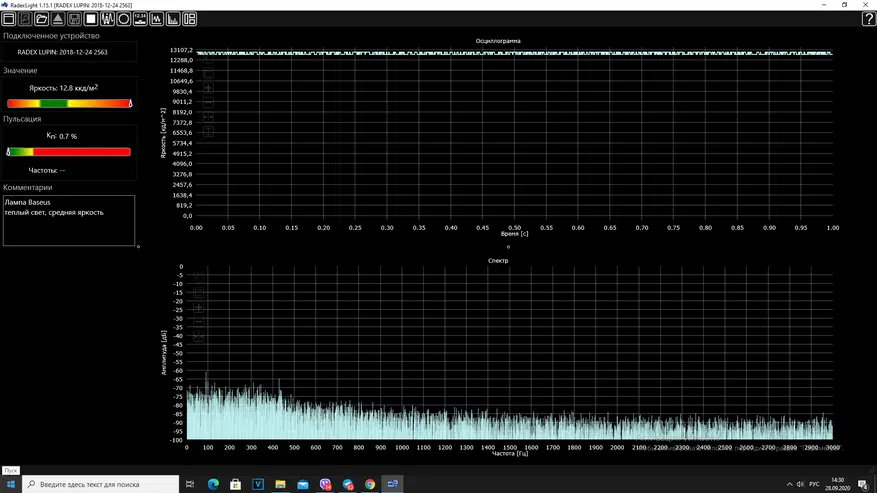 RadexLight 1.15.1 [RADEX LUPIN: 2018-12-24 2563]
Подключенное устройство
RADEX LUPIN: 2018-12-24 2563
Значение
Яркость: 12.8 ккд/м2
Пульсация
Кп: 0.7 %
Частоты: --
Комментарии
Лампа Baseus
теплый свет, средняя яркость
Осциллограмма
Яркость [кд/м^2]
13107,2
12288,0
11468,8
10649,6
9830,4
9011,2
8192,0
7372,8
6553,6
5734,4
4915,2
4096,0
3276,8
2457,6
1638,4
819,2
0,0
0.00 0.05 0.10 0.15 0.20 0.25 0.30 0.35 0.40 0.45 0.50 0.55 0.60 0.65 0.70 0.75 0.80 0.85 0.90 0.95 1.00
Время [с]
Спектр
Амплитуда [дБ]
0
-5
-10
-15
-20
-25
-30
-35
-40
-45
-50
-55
-60
-65
-70
-75
-80
-85
-90
-95
-100
0 100 200 300 400 500 600 700 800 900 1000 1100 1200 1300 1400 1500 1600 1700 1800 1900 2000 2100 2200 2300 2400 2500 2600 2700 2800 2900 3000
Частота [Гц]
Пуск
Введите здесь текст для поиска
РУС
14:30
28.09.2020